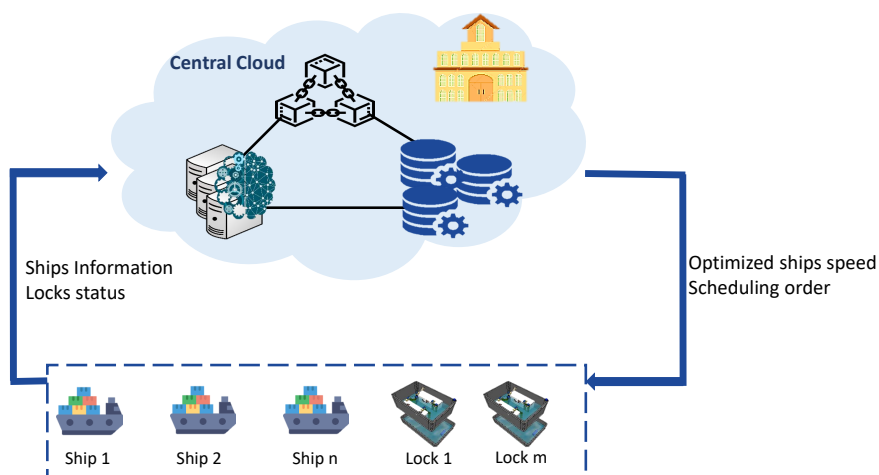 Central Cloud
Ships Information
Locks status
Optimized ships speed
Scheduling order
Ship 1
Ship 2
Ship n
Lock 1
Lock m